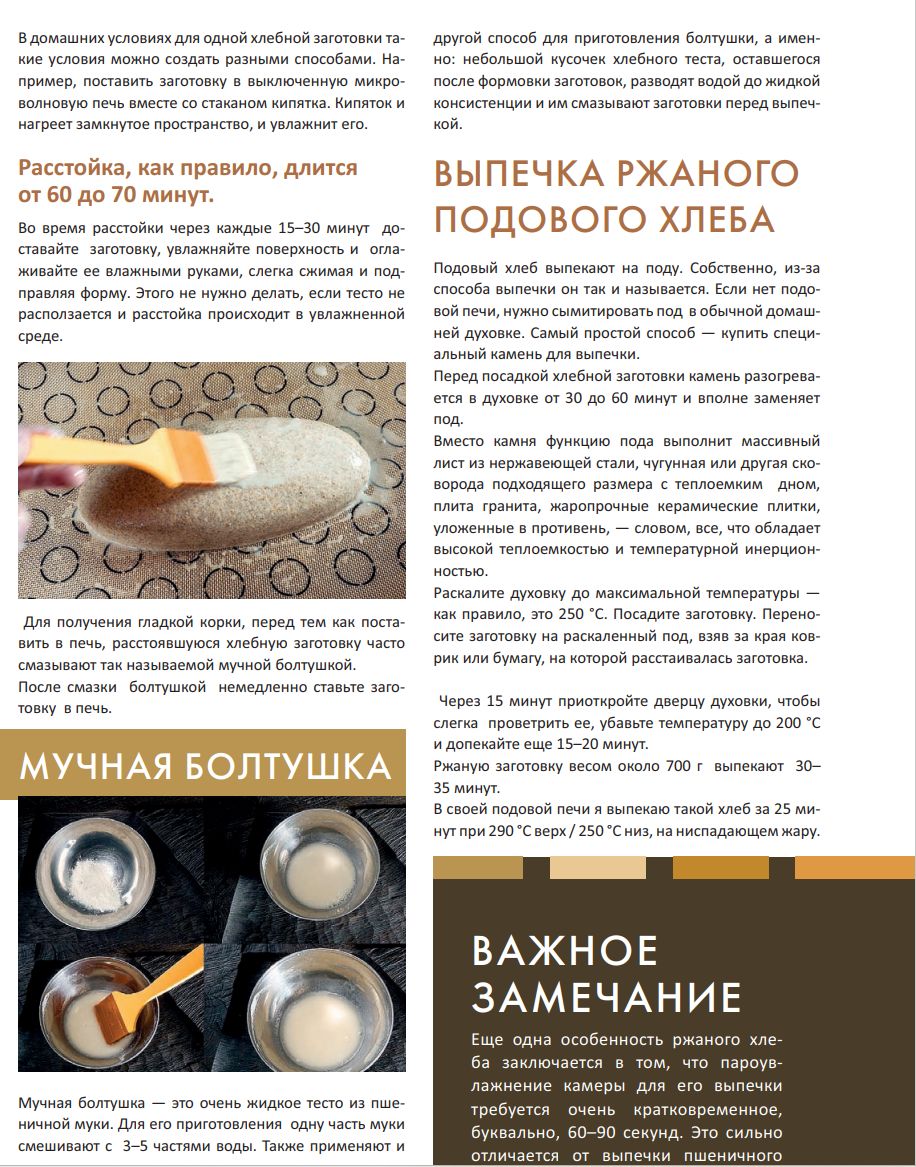 В домашних условиях для одной хлебной заготовки та-
кие условия можно создать разными способами. На-
пример, поставить заготовку в выключенную микро-
волновую печь вместе со стаканом кипятка. Кипяток и
нагреет замкнутое пространство, и увлажнит его.
Расстойка, как правило, длится
от 60 до 70 минут.
Во время расстойки через каждые 15–30 минут до-
ставайте заготовку, увлажняйте поверхность и огла-
живайте ее влажными руками, слегка сжимая и под-
правляя форму. Этого не нужно делать, если тесто не
расползается и расстойка происходит в увлажненной
среде.
Для получения гладкой корки, перед тем как поста-
вить в печь, расстоявшуюся хлебную заготовку часто
смазывают так называемой мучной болтушкой.
После смазки болтушкой немедленно ставьте заго-
товку в печь.
МУЧНАЯ БОЛТУШКА
Мучная болтушка — это очень жидкое тесто из пше-
ничной муки. Для его приготовления одну часть муки
смешивают с 3–5 частями воды. Также применяют и
другой способ для приготовления болтушки, а имен-
но: небольшой кусочек хлебного теста, оставшегося
после формовки заготовок, разводят водой до жидкой
консистенции и им смазывают заготовки перед выпеч-
кой.
ВЫПЕЧКА РЖАНОГО
ПОДОВОГО ХЛЕБА
Подовый хлеб выпекают на поду. Собственно, из-за
способа выпечки он так и называется. Если нет подо-
вой печи, нужно сымитировать под в обычной домаш-
ней духовке. Самый простой способ — купить специ-
альный камень для выпечки.
Перед посадкой хлебной заготовки камень разогрева-
ется в духовке от 30 до 60 минут и вполне заменяет
под.
Вместо камня функцию пода выполнит массивный
лист из нержавеющей стали, чугунная или другая ско-
ворода подходящего размера с теплоемким дном,
плита гранита, жаропрочные керамические плитки,
уложенные в противень, — словом, все, что обладает
высокой теплоемкостью и температурной инерцион-
ностью.
Раскалите духовку до максимальной температуры —
как правило, это 250 °С. Посадите заготовку. Перено-
сите заготовку на раскаленный под, взяв за края ков-
рик или бумагу, на которой расстаивалась заготовка.
Через 15 минут приоткройте дверцу духовки, чтобы
слегка проветрить ее, убавьте температуру до 200 °С
и допекайте еще 15–20 минут.
Ржаную заготовку весом около 700 г выпекают 30–
35 минут.
В своей подовой печи я выпекаю такой хлеб за 25 ми-
нут при 290 °С верх / 250 °С низ, на ниспадающем жару.
ВАЖНОЕ
ЗАМЕЧАНИЕ
Еще одна особенность ржаного хле-
ба заключается в том, что пароув-
лажнение камеры для его выпечки
требуется очень кратковременное,
буквально, 60–90 секунд. Это сильно
отличается от выпечки пшеничного